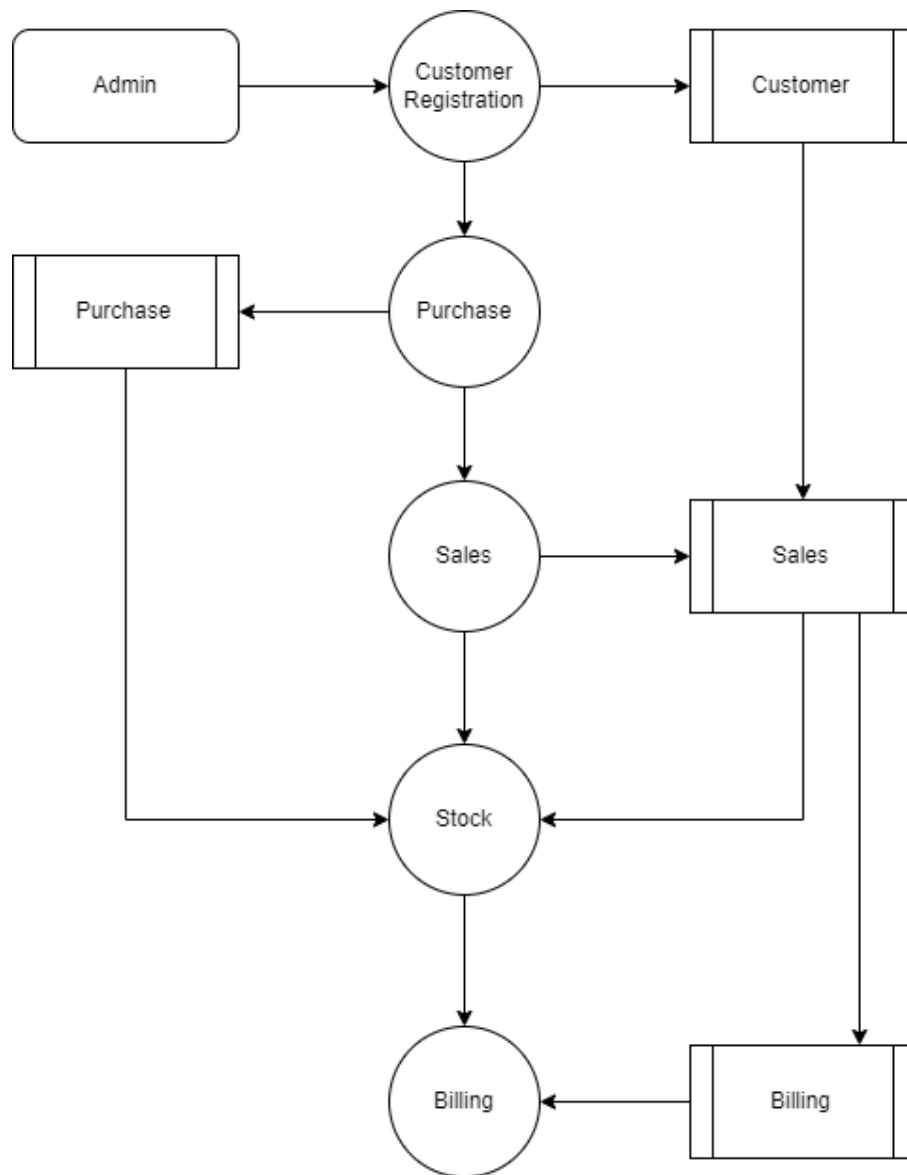 Admin
Customer
Registration
Customer
Purchase
Purchase
Sales
Sales
Stock
Billing
Billing